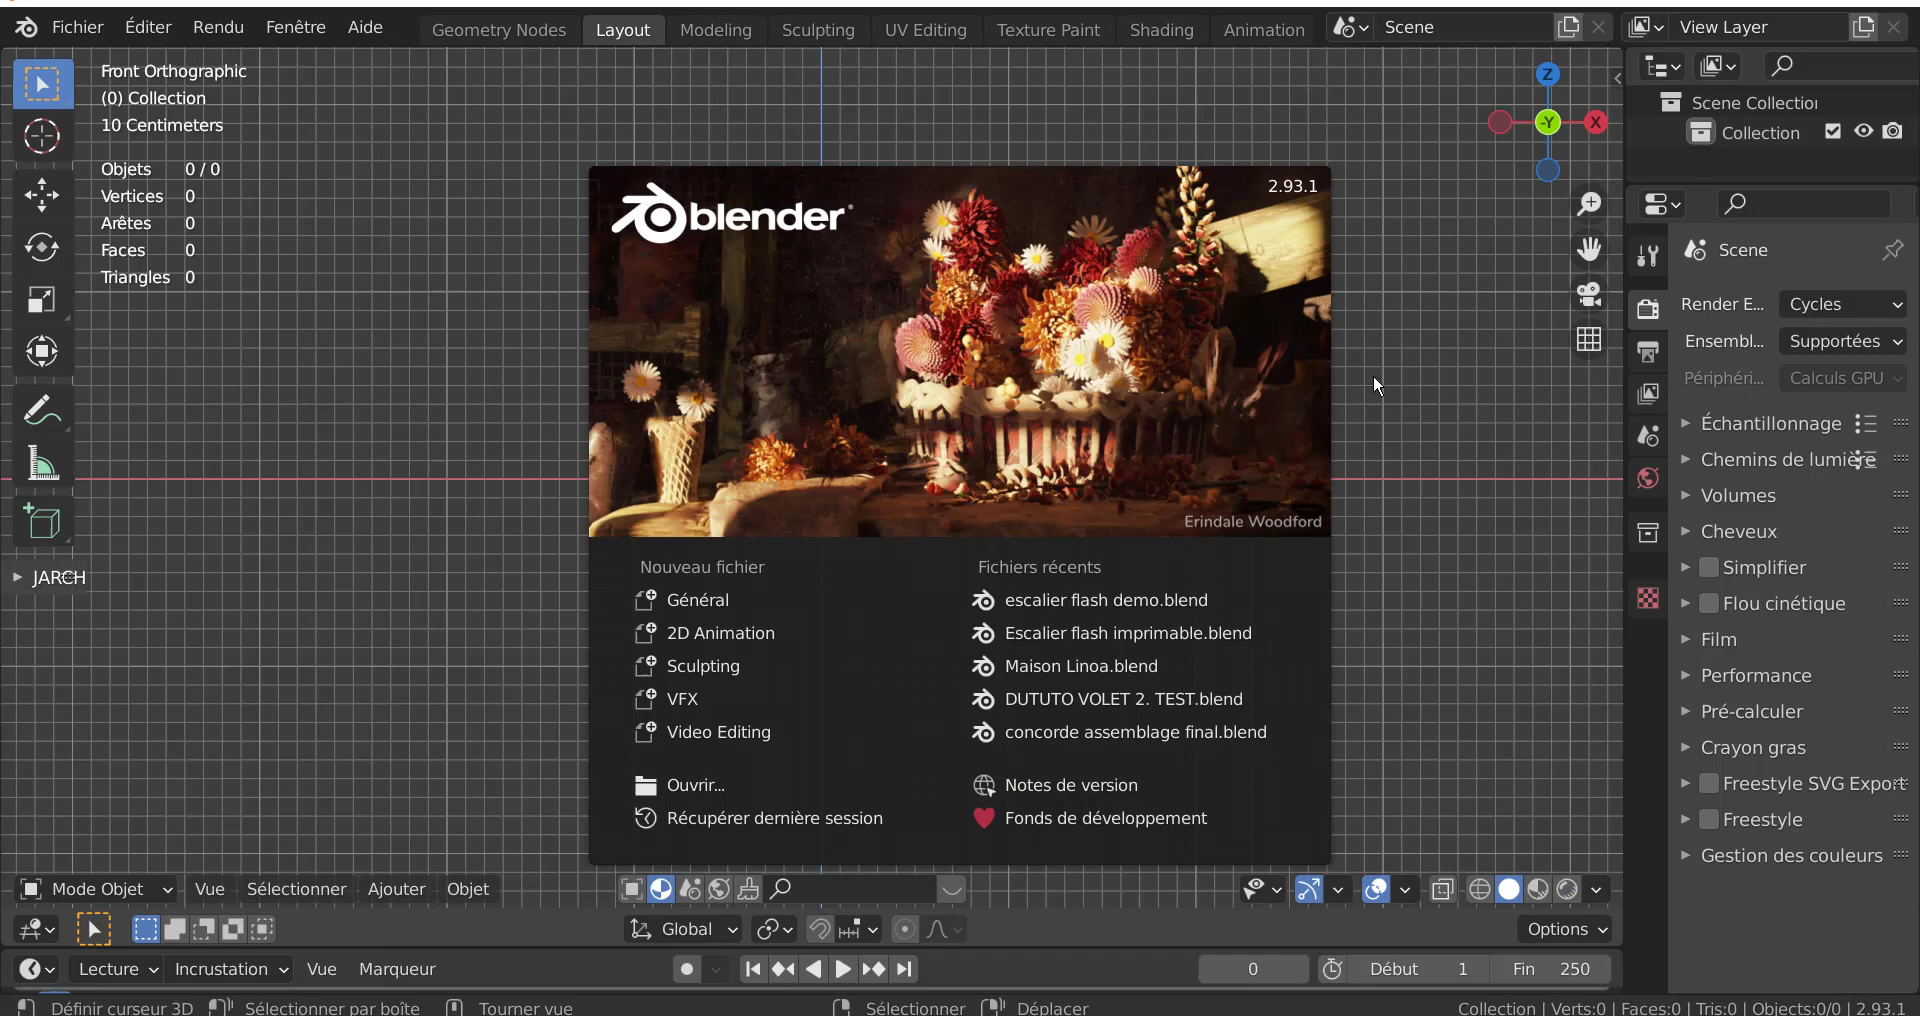 Fichier Éditer Rendu Fenêtre Aide Geometry Nodes Layout Modeling Sculpting UV Editing Texture Paint Shading Animation Scene View Layer
Front Orthographic
(0) Collection
10 Centimeters
Objets 0 / 0
Vertices 0
Arêtes 0
Faces 0
Triangles 0
JARCH
Z
-Y
X
blender
2.93.1
Erindale Woodford
Nouveau fichier
Général
2D Animation
Sculpting
VFX
Video Editing
Ouvrir...
Récupérer dernière session
Fichiers récents
escalier flash demo.blend
Escalier flash imprimable.blend
Maison Linoa.blend
DUTUTO VOLET 2. TEST.blend
concorde assemblage final.blend
Notes de version
Fonds de développement
Scene Collection
Collection
Scene
Render E... Cycles
Ensembl... Supportées
Périphéri... Calculs GPU
Échantillonnage
Chemins de lumière
Volumes
Cheveux
Simplifier
Flou cinétique
Film
Performance
Pré-calculer
Crayon gras
Freestyle SVG Export
Freestyle
Gestion des couleurs
Mode Objet Vue Sélectionner Ajouter Objet
Global Options
Lecture Incrustation Vue Marqueur 0 Début 1 Fin 250
Définir curseur 3D Sélectionner par boîte Tourner vue Sélectionner Déplacer Collection | Verts:0 | Faces:0 | Tris:0 | Objects:0/0 | 2.93.1